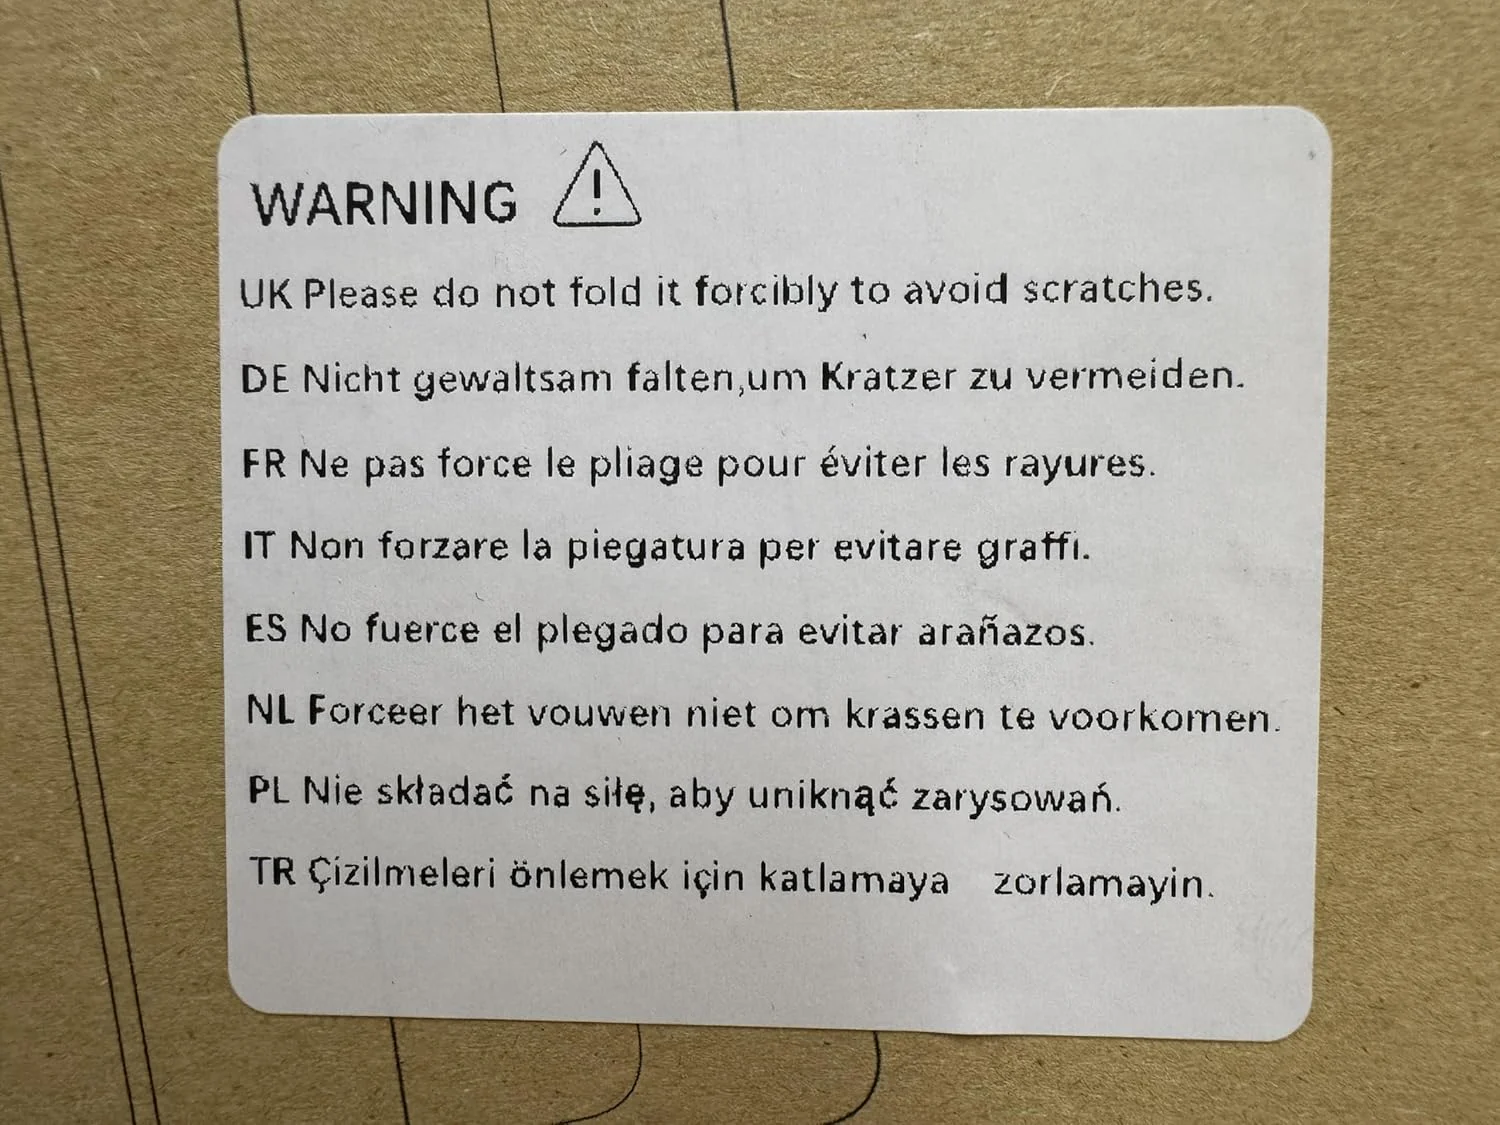 WARNING
UK Please do not fold it forcibly to avoid scratches.
DE Nicht gewaltsam falten,um Kratzer zu vermeiden.
FR Ne pas force le pliage pour éviter les rayures.
IT Non forzare la piegatura per evitare graffi.
ES No fuerce el plegado para evitar arañazos.
NL Forceer het vouwen niet om krassen te voorkomen.
PL Nie składać na siłę, aby uniknąć zarysowań.
TR Çizilmeleri önlemek için katlamaya zorlamayin.